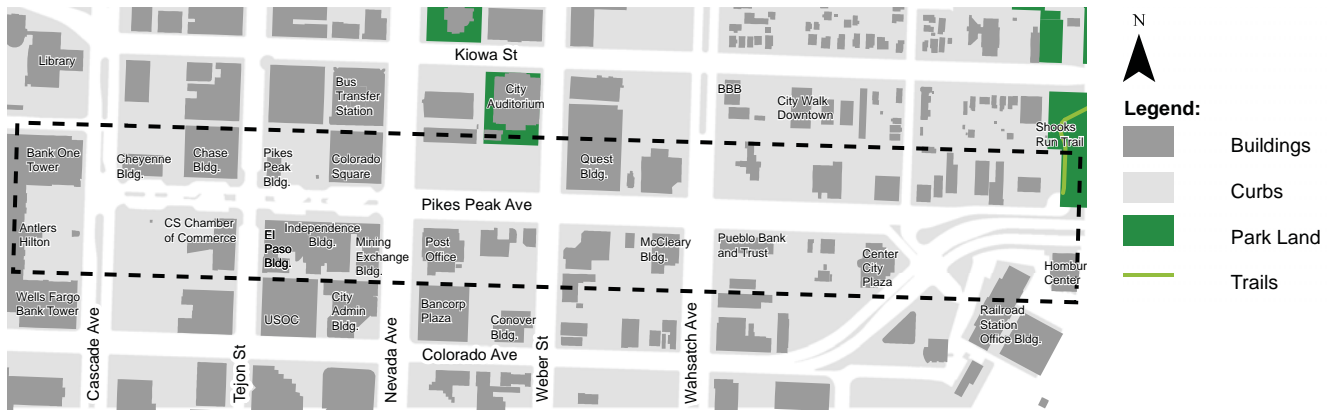 Kiowa St
Library
Bus
Transfer
Station
City
Auditorium
BBB
City Walk
Downtown
Shooks
Run Trail
Bank One
Tower
Cheyenne
Bldg.
Chase
Bldg.
Pikes
Peak
Bldg.
Colorado
Square
Quest
Bldg.
Pikes Peak Ave
Antlers
Hilton
CS Chamber
of Commerce
El
Paso
Bldg.
Independence
Bldg.
Mining
Exchange
Bldg.
Post
Office
McCleary
Bldg.
Pueblo Bank
and Trust
Center
City
Plaza
Hombur
Center
Wells Fargo
Bank Tower
USOC
City
Admin
Bldg.
Bancorp
Plaza
Conover
Bldg.
Railroad
Station
Office Bldg.
Colorado Ave
Cascade Ave
Tejon St
Nevada Ave
Weber St
Wahsatch Ave
N
Legend:
Buildings
Curbs
Park Land
Trails